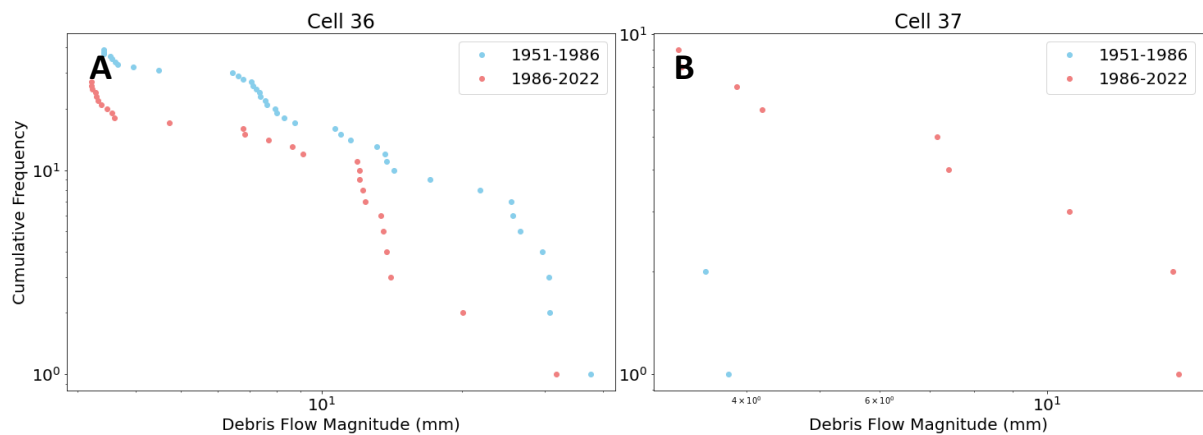 Cell 36
A
1951-1986
1986-2022
Cumulative Frequency
10¹
10⁰
10¹
Debris Flow Magnitude (mm)
Cell 37
B
1951-1986
1986-2022
10¹
10⁰
4 × 10⁰
6 × 10⁰
10¹
Debris Flow Magnitude (mm)